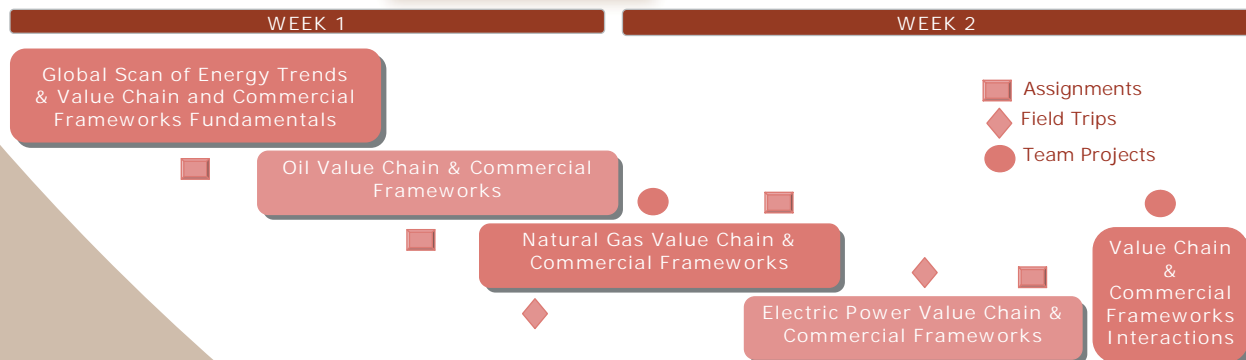 WEEK 1
WEEK 2
Global Scan of Energy Trends
& Value Chain and Commercial
Frameworks Fundamentals
Assignments
Field Trips
Team Projects
Oil Value Chain & Commercial
Frameworks
Natural Gas Value Chain &
Commercial Frameworks
Value Chain
&
Commercial
Frameworks
Interactions
Electric Power Value Chain &
Commercial Frameworks